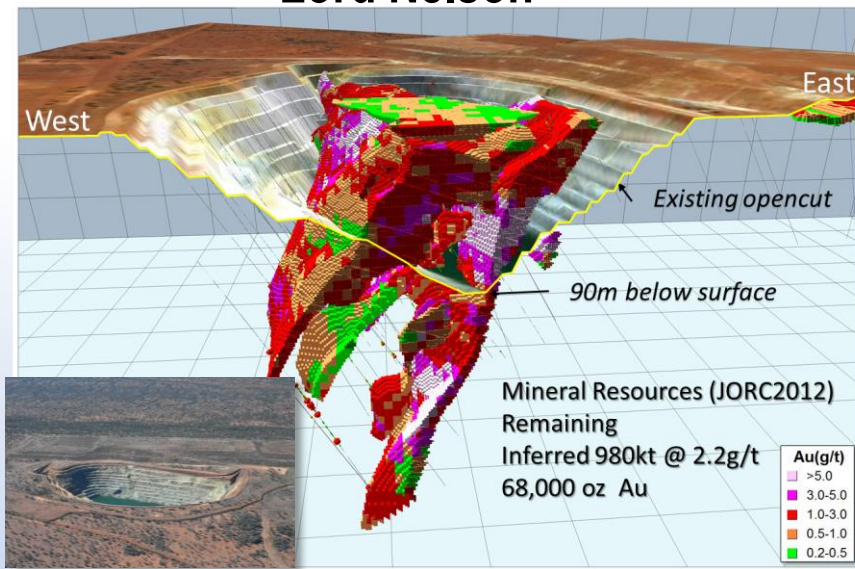 Lord Nelson
West
East
Existing opencut
90m below surface
Mineral Resources (JORC2012)
Remaining
Inferred 980kt @ 2.2g/t
68,000 oz Au
Au(g/t)
>5.0
3.0-5.0
1.0-3.0
0.5-1.0
0.2-0.5